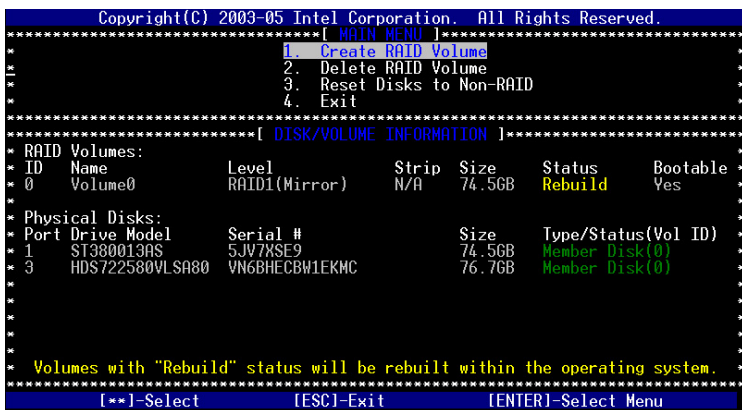 Copyright(C) 2003-05 Intel Corporation. All Rights Reserved.
[ MAIN MENU ]
1. Create RAID Volume
2. Delete RAID Volume
3. Reset Disks to Non-RAID
4. Exit
[ DISK/VOLUME INFORMATION ]
RAID Volumes:
ID Name Level Strip Size Status Bootable
0 Volume0 RAID1(Mirror) N/A 74.5GB Rebuild Yes
Physical Disks:
Port Drive Model Serial # Size Type/Status(Vol ID)
1 ST380013AS 5JV7XSE9 74.5GB Member Disk(0)
3 HDS722580VLSA80 VN6BHECBW1EKMC 76.7GB Member Disk(0)
Volumes with "Rebuild" status will be rebuilt within the operating system.
[**]-Select [ESC]-Exit [ENTER]-Select Menu